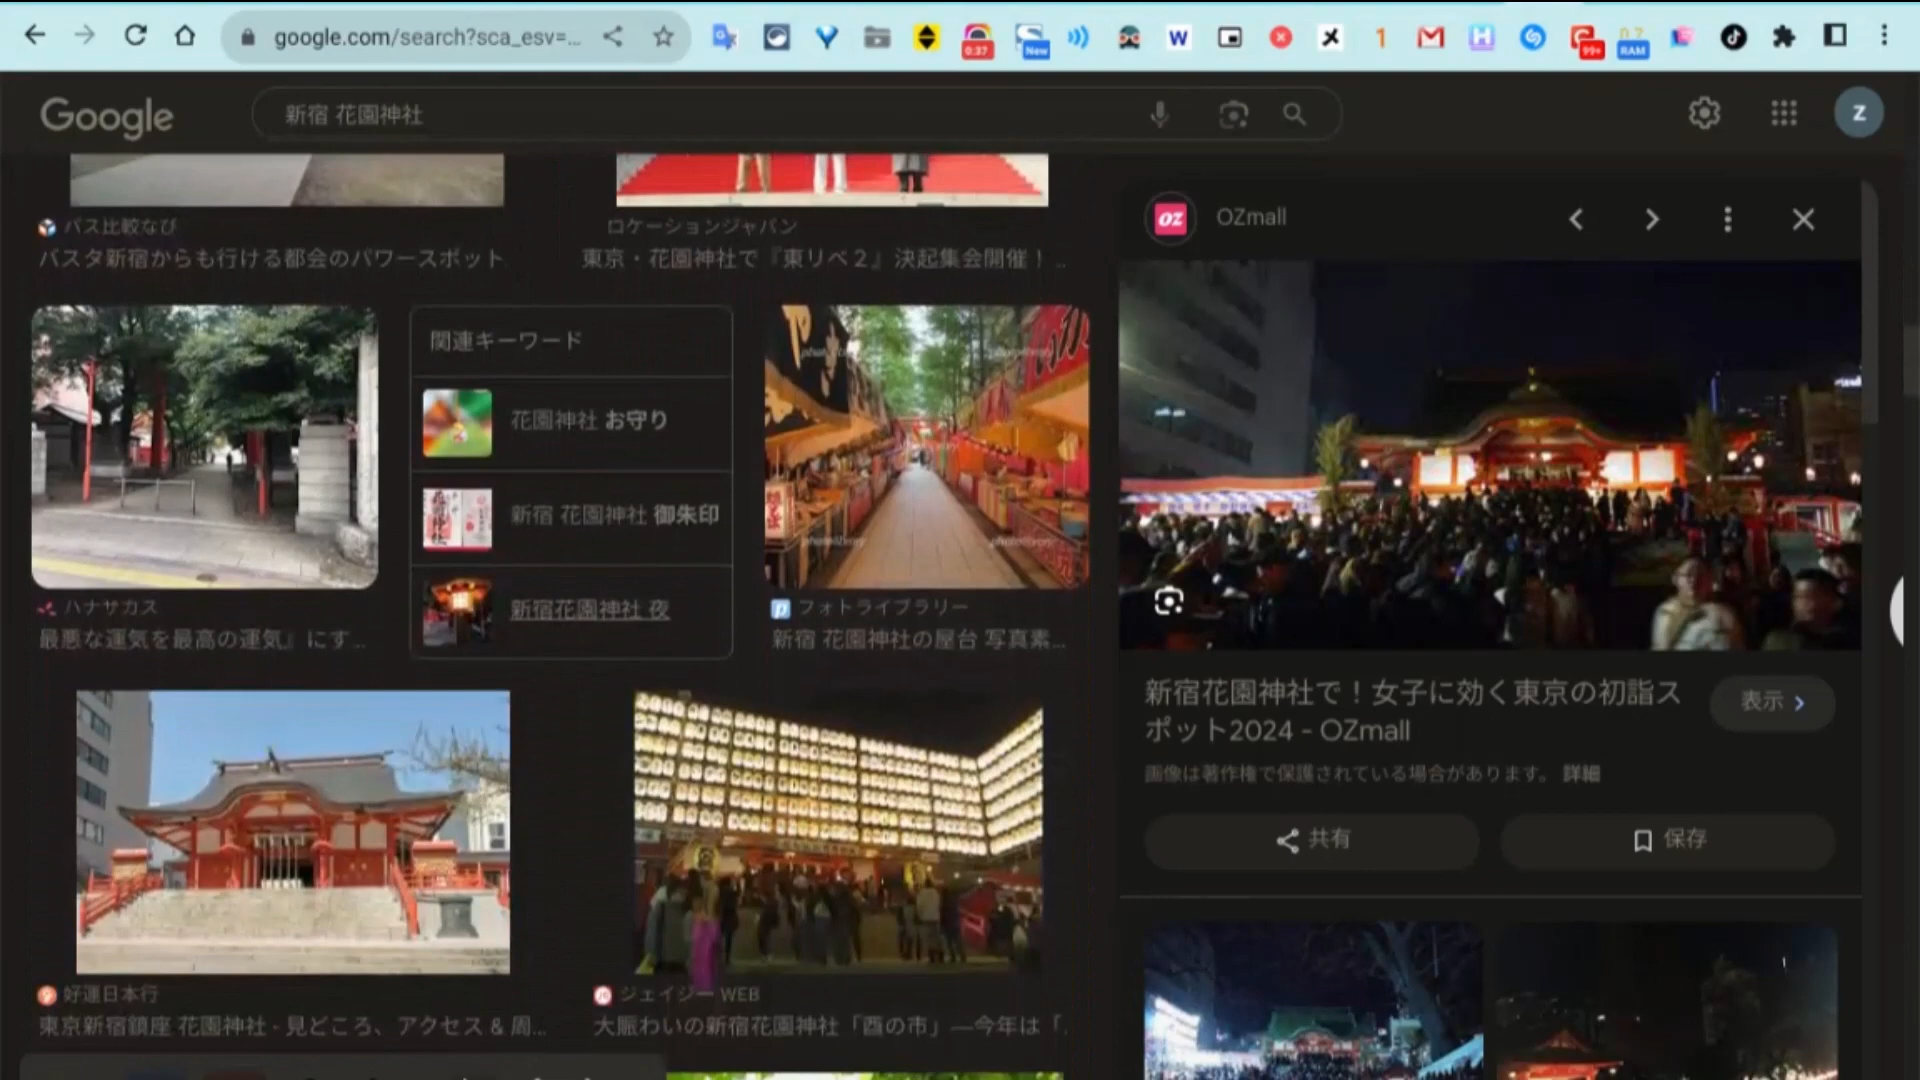 google.com/search?sca_esv=...
0:37
New
W
1
99+
RAM
Google
新宿 花園神社
Z
バス比較なび
バスタ新宿からも行ける都会のパワースポット
ロケーションジャパン
東京・花園神社で『東リベ２』決起集会開催！ ...
OZ
OZmall
関連キーワード
花園神社 お守り
新宿 花園神社 御朱印
新宿花園神社 夜
ハナサカス
最悪な運気を最高の運気』にす...
フォトライブラリー
新宿 花園神社の屋台 写真素...
新宿花園神社で！女子に効く東京の初詣ス
ポット2024 - OZmall
表示
画像は著作権で保護されている場合があります。 詳細
共有
保存
好運日本行
東京新宿鎮座 花園神社 · 見どころ、アクセス & 周...
ジェイジー WEB
大賑わいの新宿花園神社「酉の市」—今年は「.